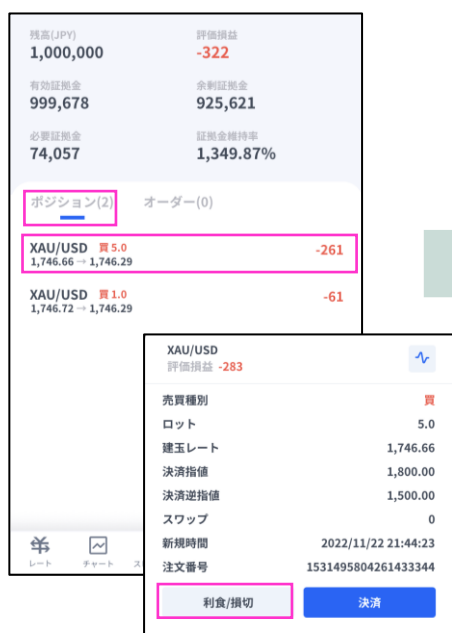 残高(JPY) 評価損益
1,000,000 -322
有効証拠金 余剰証拠金
999,678 925,621
必要証拠金 証拠金維持率
74,057 1,349.87%
ポジション(2) オーダー(0)
XAU/USD 買 5.0 -261
1,746.66 → 1,746.29
XAU/USD 買 1.0 -61
1,746.72 → 1,746.29
レート チャート
XAU/USD
評価損益 -283
売買種別 買
ロット 5.0
建玉レート 1,746.66
決済指値 1,800.00
決済逆指値 1,500.00
スワップ 0
新規時間 2022/11/22 21:44:23
注文番号 1531495804261433344
利食/損切 決済